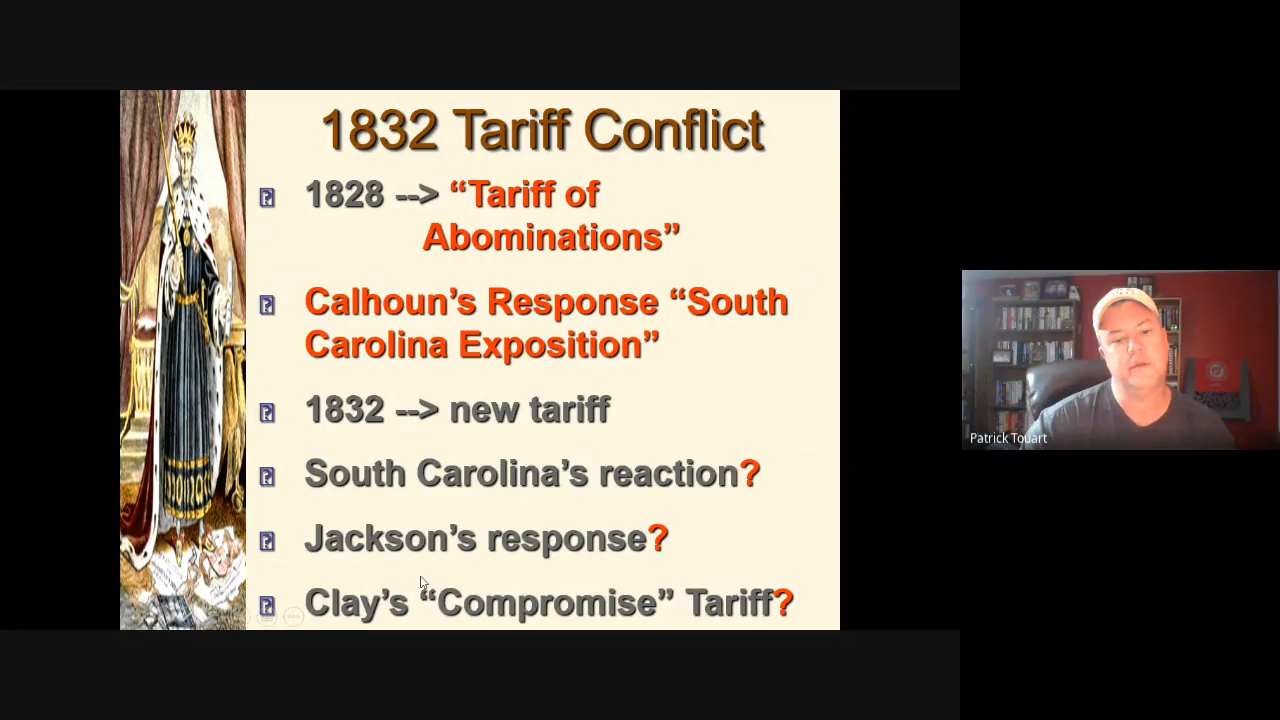 1832 Tariff Conflict
1828 --> “Tariff of
Abominations”
Calhoun’s Response “South
Carolina Exposition”
1832 --> new tariff
South Carolina’s reaction?
Jackson’s response?
Clay’s “Compromise” Tariff?
Patrick Touart